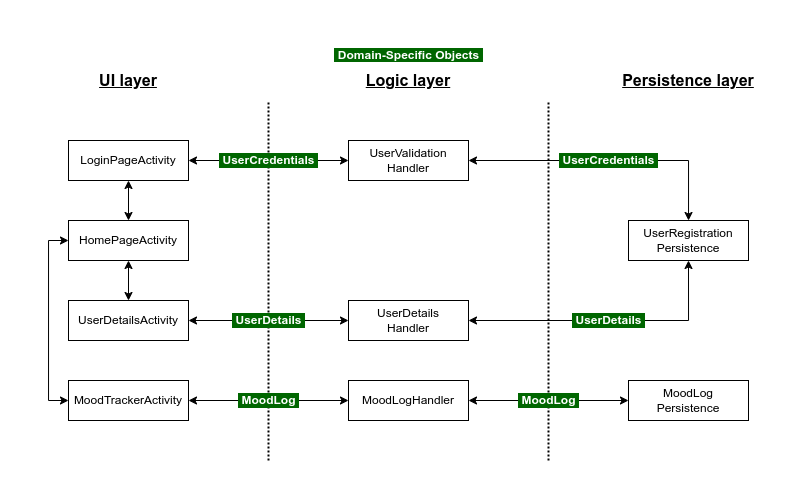 Domain-Specific Objects
UI layer
Logic layer
Persistence layer
LoginPageActivity
UserCredentials
UserValidation
Handler
UserCredentials
HomePageActivity
UserRegistration
Persistence
UserDetailsActivity
UserDetails
UserDetails
Handler
UserDetails
MoodTrackerActivity
MoodLog
MoodLogHandler
MoodLog
MoodLog
Persistence